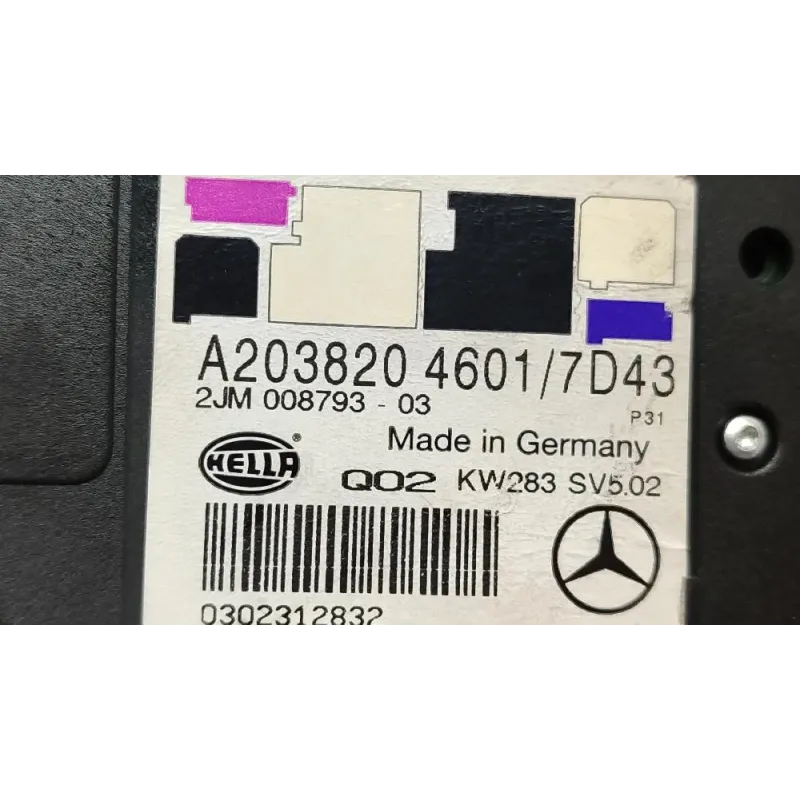 A203820 4601/7D43
2JM 008793 - 03
P31
Made in Germany
HELLA ®
Q02 KW283 SV5.02
0302312832